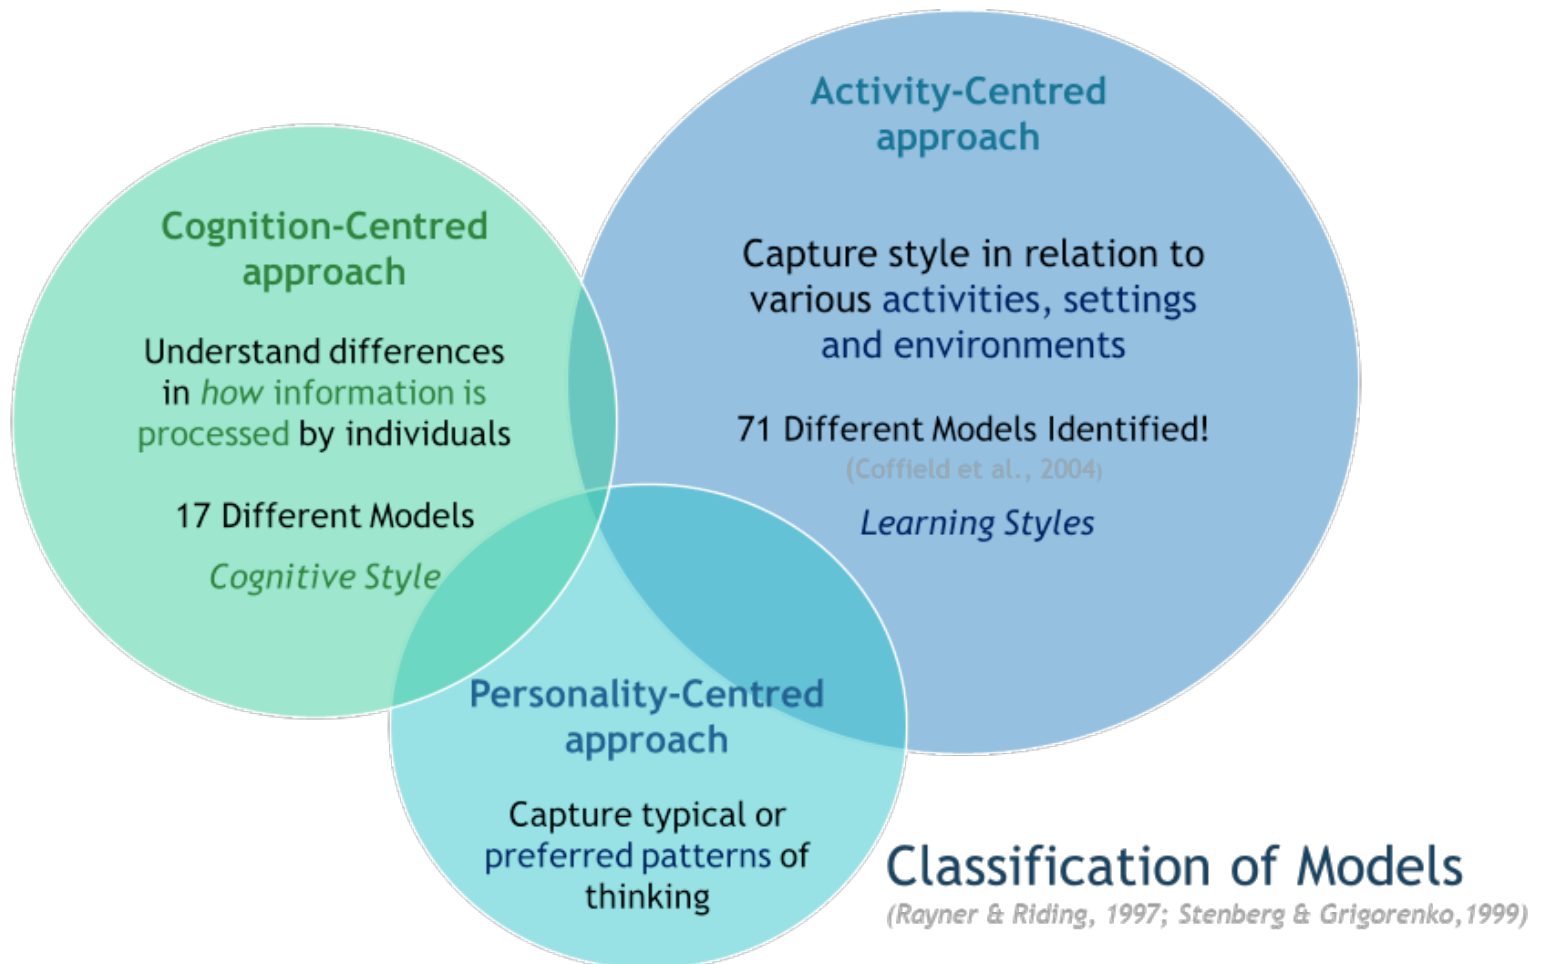 Activity-Centred
approach
Capture style in relation to
various activities, settings
and environments
71 Different Models Identified!
(Coffield et al., 2004)
Learning Styles
Cognition-Centred
approach
Understand differences
in how information is
processed by individuals
17 Different Models
Cognitive Style
Personality-Centred
approach
Capture typical or
preferred patterns of
thinking
Classification of Models
(Rayner & Riding, 1997; Stenberg & Grigorenko,1999)